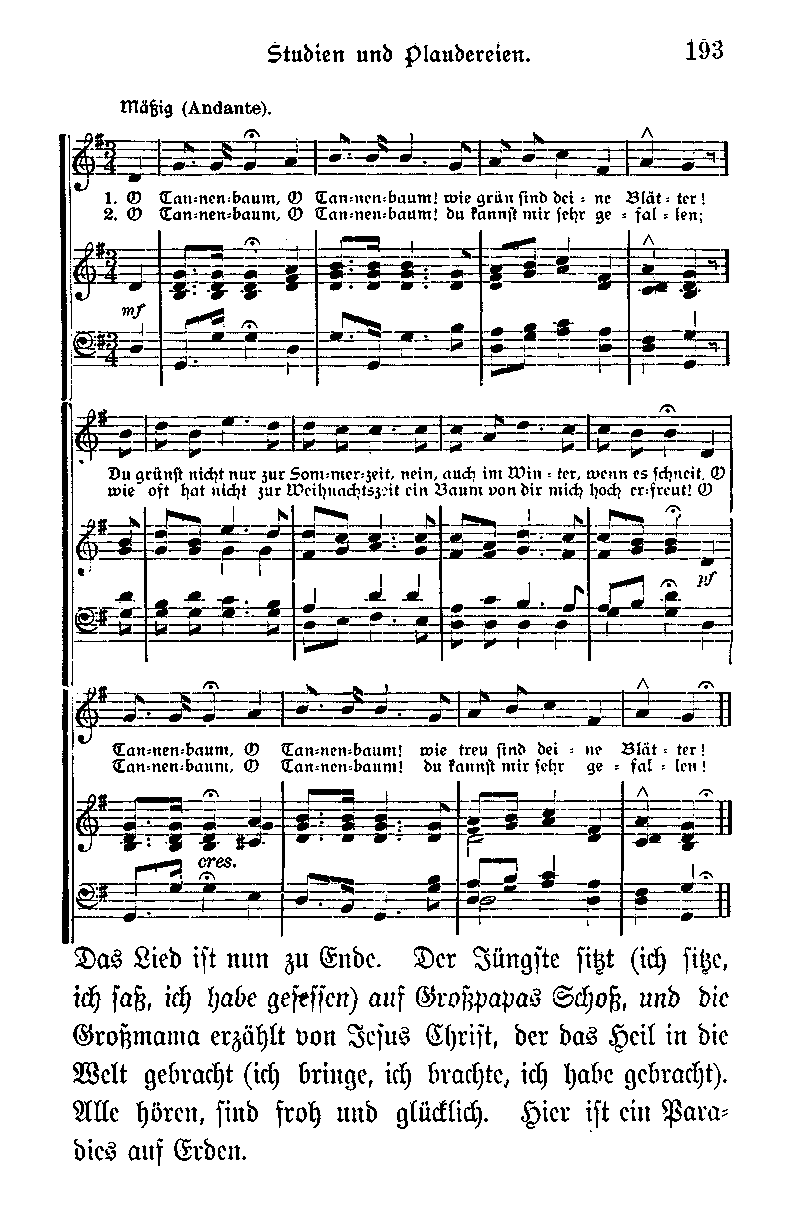 Studien und Plaudereien. 193
Mäßig (Andante).
1. O Tan=nen=baum, O Tan=nen=baum! wie grün sind dei = ne Blät = ter!
2. O Tan=nen=baum, O Tan=nen=baum! du kannst mir sehr ge = fal = len;
mf
Du grünst nicht nur zur Som=mer=zeit, nein, auch im Win = ter, wenn es schneit. O
wie oft hat nicht zur Weihnachtszeit ein Baum von dir mich hoch er=freut! O
pf
Tan=nen=baum, O Tan=nen=baum! wie treu sind dei = ne Blät = ter!
Tan=nen=baum, O Tan=nen=baum! du kannst mir sehr ge = fal = len!
cres.
Das Lied ist nun zu Ende. Der Jüngste sitzt (ich sitze,
ich saß, ich habe gesessen) auf Großpapas Schoß, und die
Großmama erzählt von Jesus Christ, der das Heil in die
Welt gebracht (ich bringe, ich brachte, ich habe gebracht).
Alle hören, sind froh und glücklich. Hier ist ein Para=
dies auf Erden.